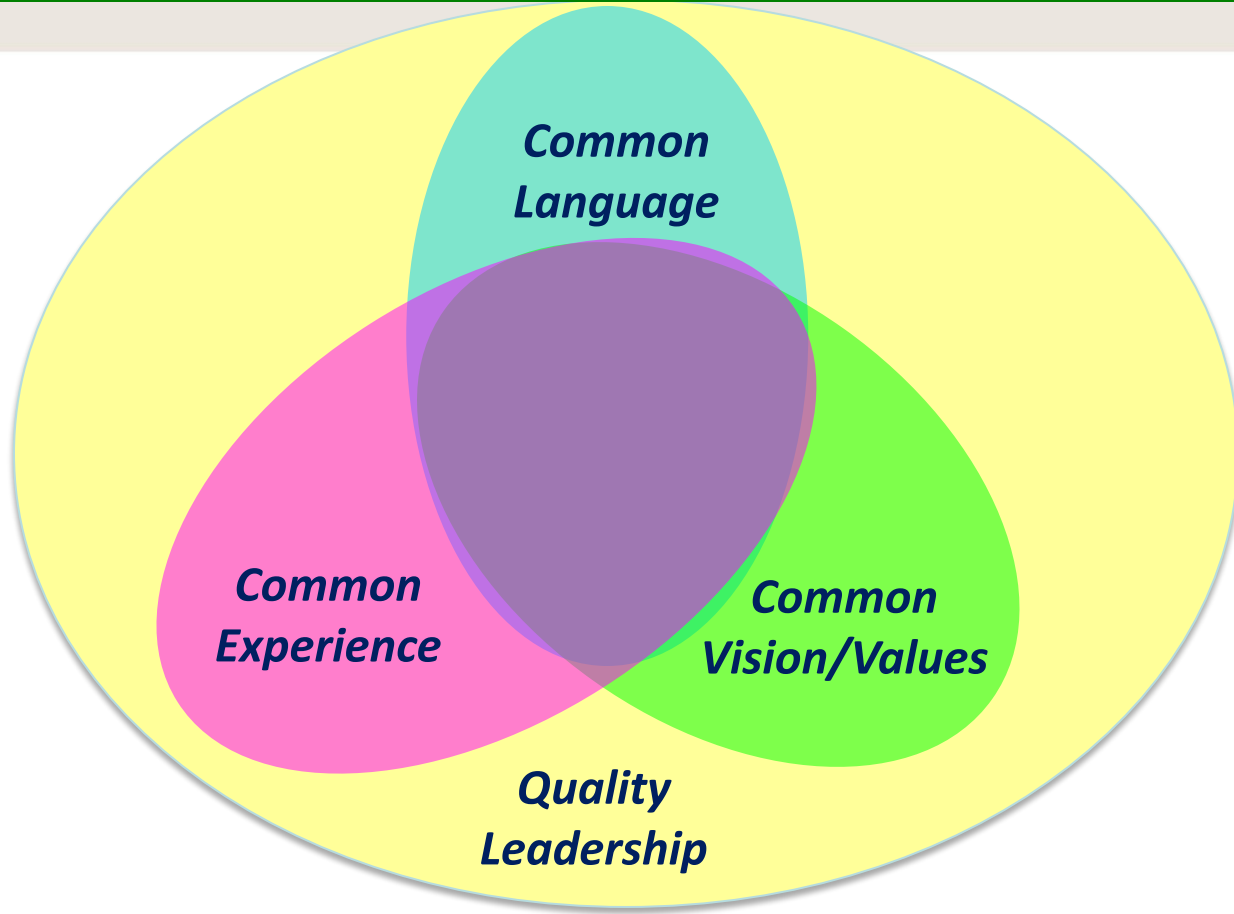 Common
Language
Common
Experience
Common
Vision/Values
Quality
Leadership